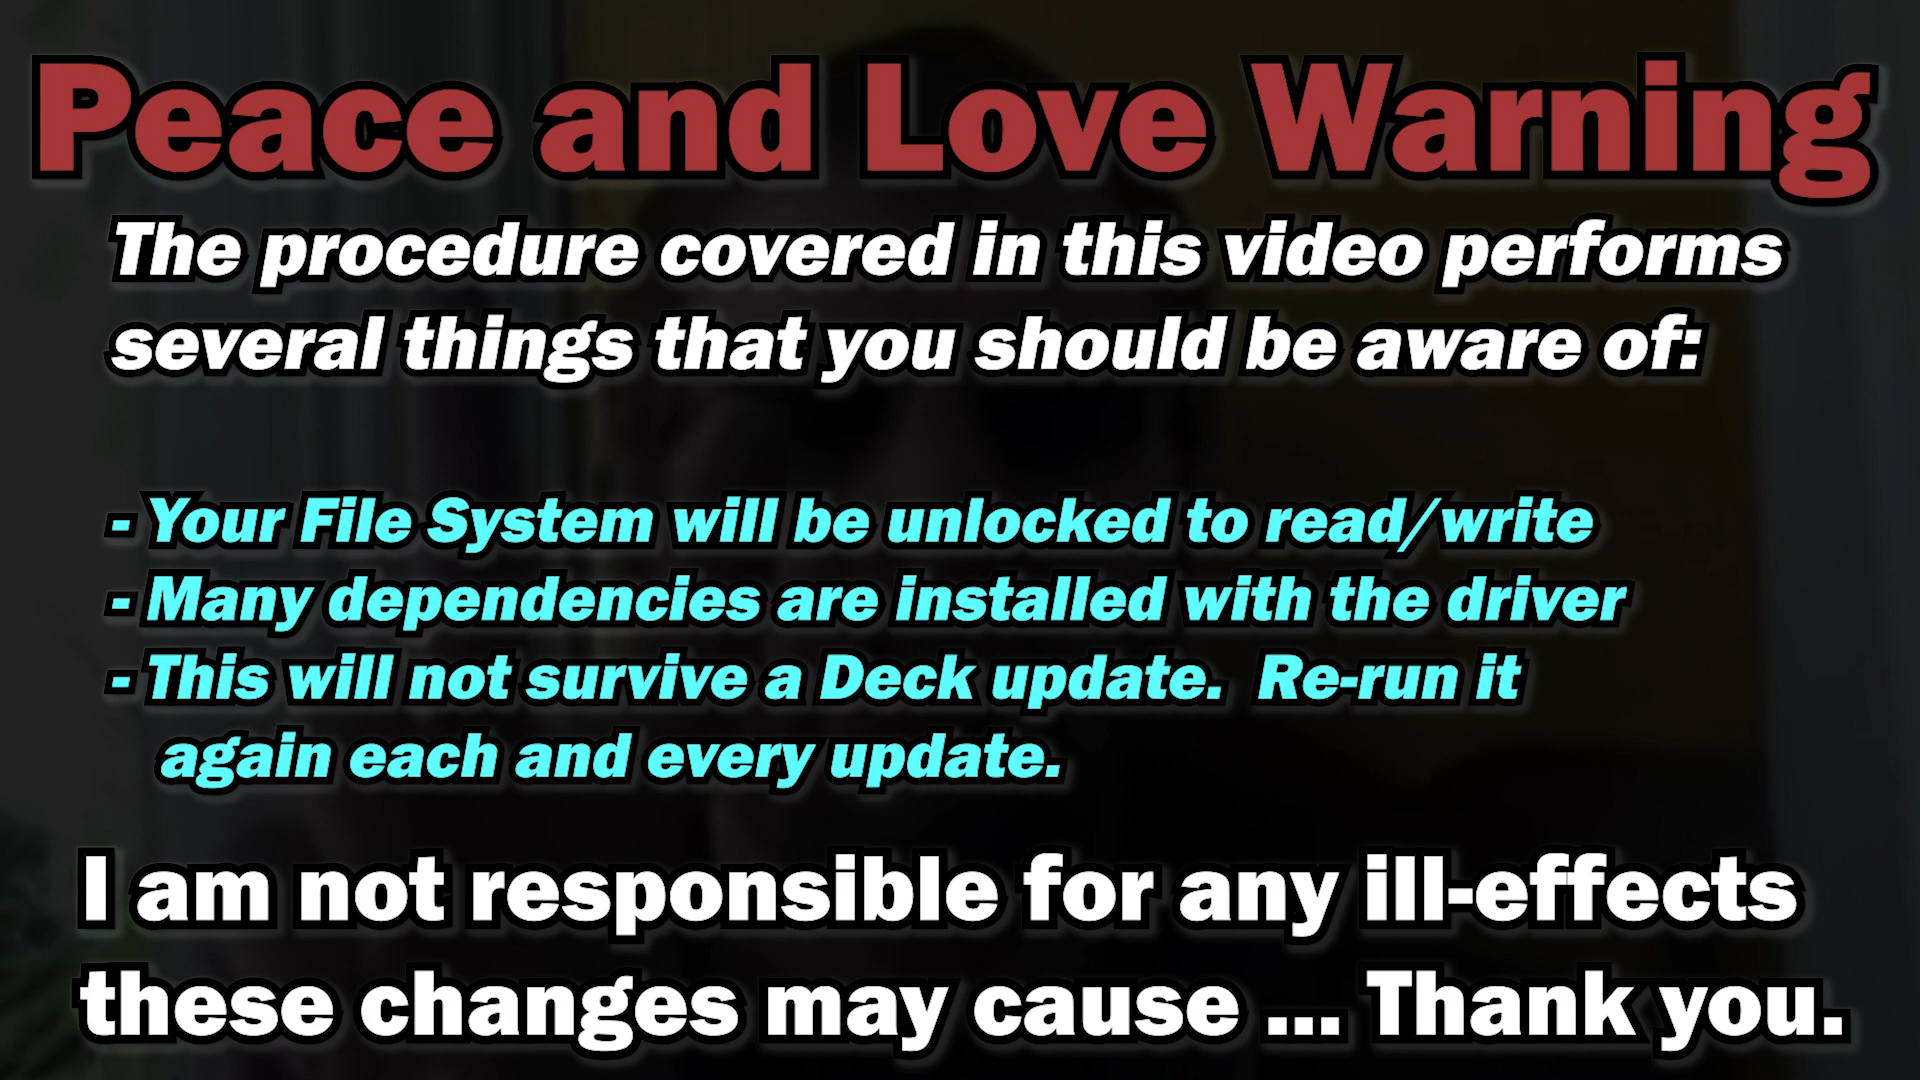 Peace and Love Warning
The procedure covered in this video performs
several things that you should be aware of:
- Your File System will be unlocked to read/write
- Many dependencies are installed with the driver
- This will not survive a Deck update.  Re-run it
again each and every update.
I am not responsible for any ill-effects
these changes may cause ... Thank you.